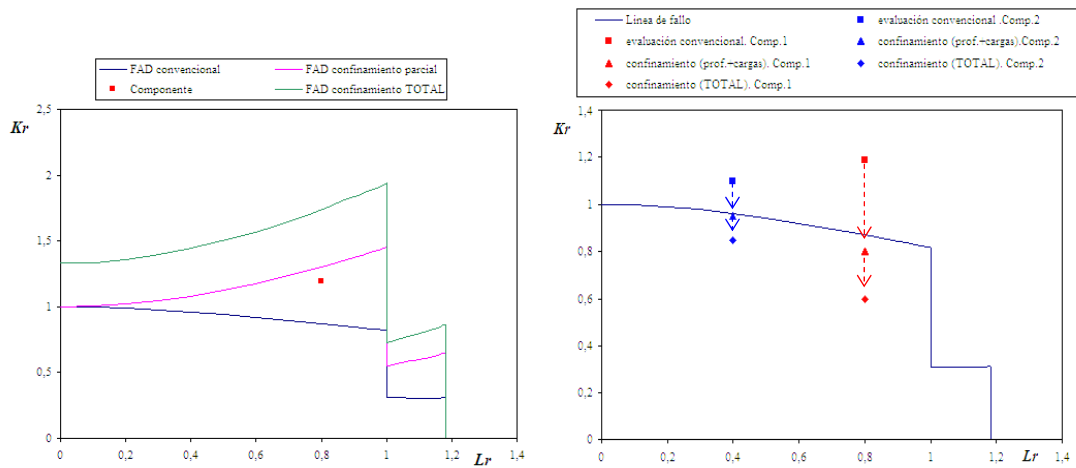 FAD convencional
FAD confinamiento parcial
Componente
FAD confinamiento TOTAL
2,5
Kr
2
1,5
1
0,5
0
0 0,2 0,4 0,6 0,8 1 1,2 1,4
Lr
Linea de fallo
evaluación convencional .Comp.2
evaluación convencional. Comp.1
confinamiento (prof.+cargas).Comp.2
confinamiento (prof.+cargas).Comp.1
confinamiento (TOTAL). Comp.2
confinamiento (TOTAL). Comp.1
1,4
Kr
1,2
1
0,8
0,6
0,4
0,2
0
0 0,2 0,4 0,6 0,8 1 1,2 1,4
Lr